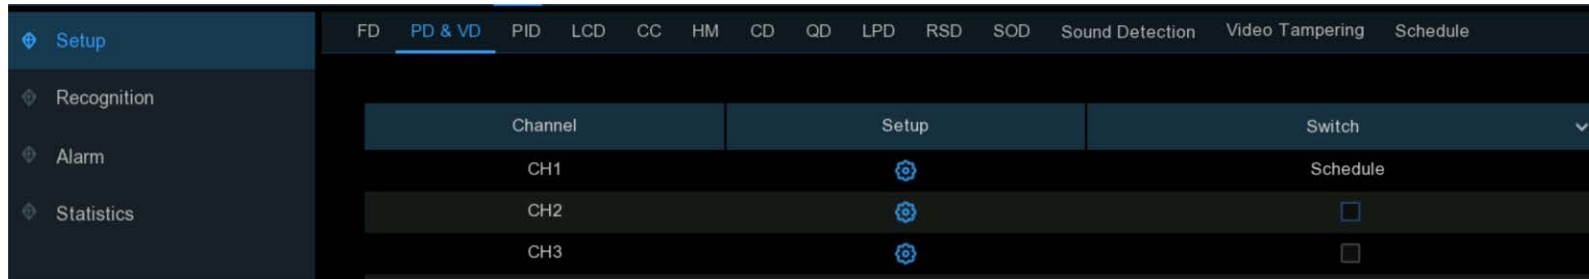 Setup
Recognition
Alarm
Statistics
FD PD & VD PID LCD CC HM CD QD LPD RSD SOD Sound Detection Video Tampering Schedule
Channel Setup Switch
CH1 Schedule
CH2
CH3